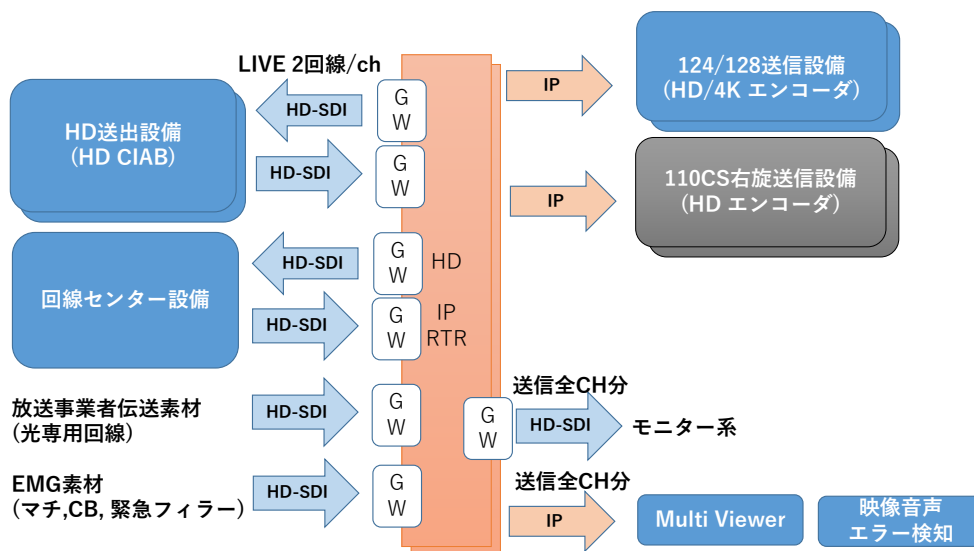 LIVE 2回線/ch
HD送出設備
(HD CIAB)
HD-SDI
G
W
HD-SDI
G
W
回線センター設備
HD-SDI
G
W
HD-SDI
G
W
HD
IP
RTR
放送事業者伝送素材
(光専用回線)
HD-SDI
G
W
EMG素材
(マチ,CB, 緊急フィラー)
HD-SDI
G
W
IP
124/128送信設備
(HD/4K エンコーダ)
IP
110CS右旋送信設備
(HD エンコーダ)
送信全CH分
G
W
HD-SDI
モニター系
送信全CH分
IP
Multi Viewer
映像音声
エラー検知